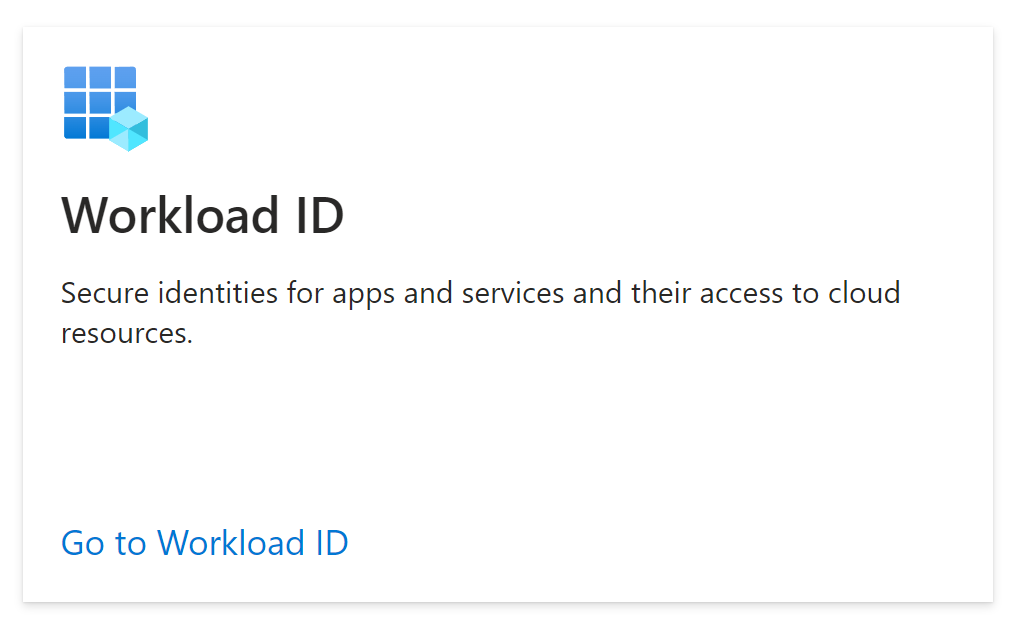 Workload ID
Secure identities for apps and services and their access to cloud
resources.
Go to Workload ID